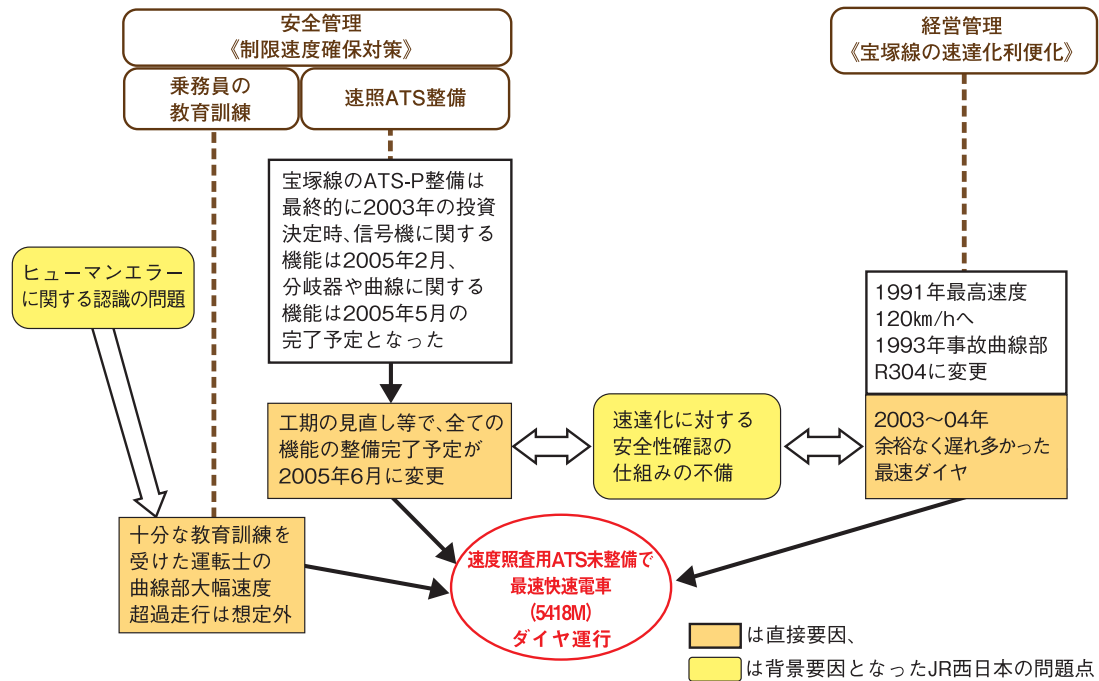 安全管理
《制限速度確保対策》
乗務員の
教育訓練
速照ATS整備
経営管理
《宝塚線の速達化利便化》
宝塚線のATS-P整備は
最終的に2003年の投資
決定時、信号機に関する
機能は2005年2月、
分岐器や曲線に関する
機能は2005年5月の
完了予定となった
ヒューマンエラー
に関する認識の問題
1991年最高速度
120km/hへ
1993年事故曲線部
R304に変更
工期の見直し等で、全ての
機能の整備完了予定が
2005年6月に変更
速達化に対する
安全性確認の
仕組みの不備
2003〜04年
余裕なく遅れ多かった
最速ダイヤ
十分な教育訓練を
受けた運転士の
曲線部大幅速度
超過走行は想定外
速度照査用ATS未整備で
最速快速電車
(5418M)
ダイヤ運行
は直接要因、
は背景要因となったJR西日本の問題点